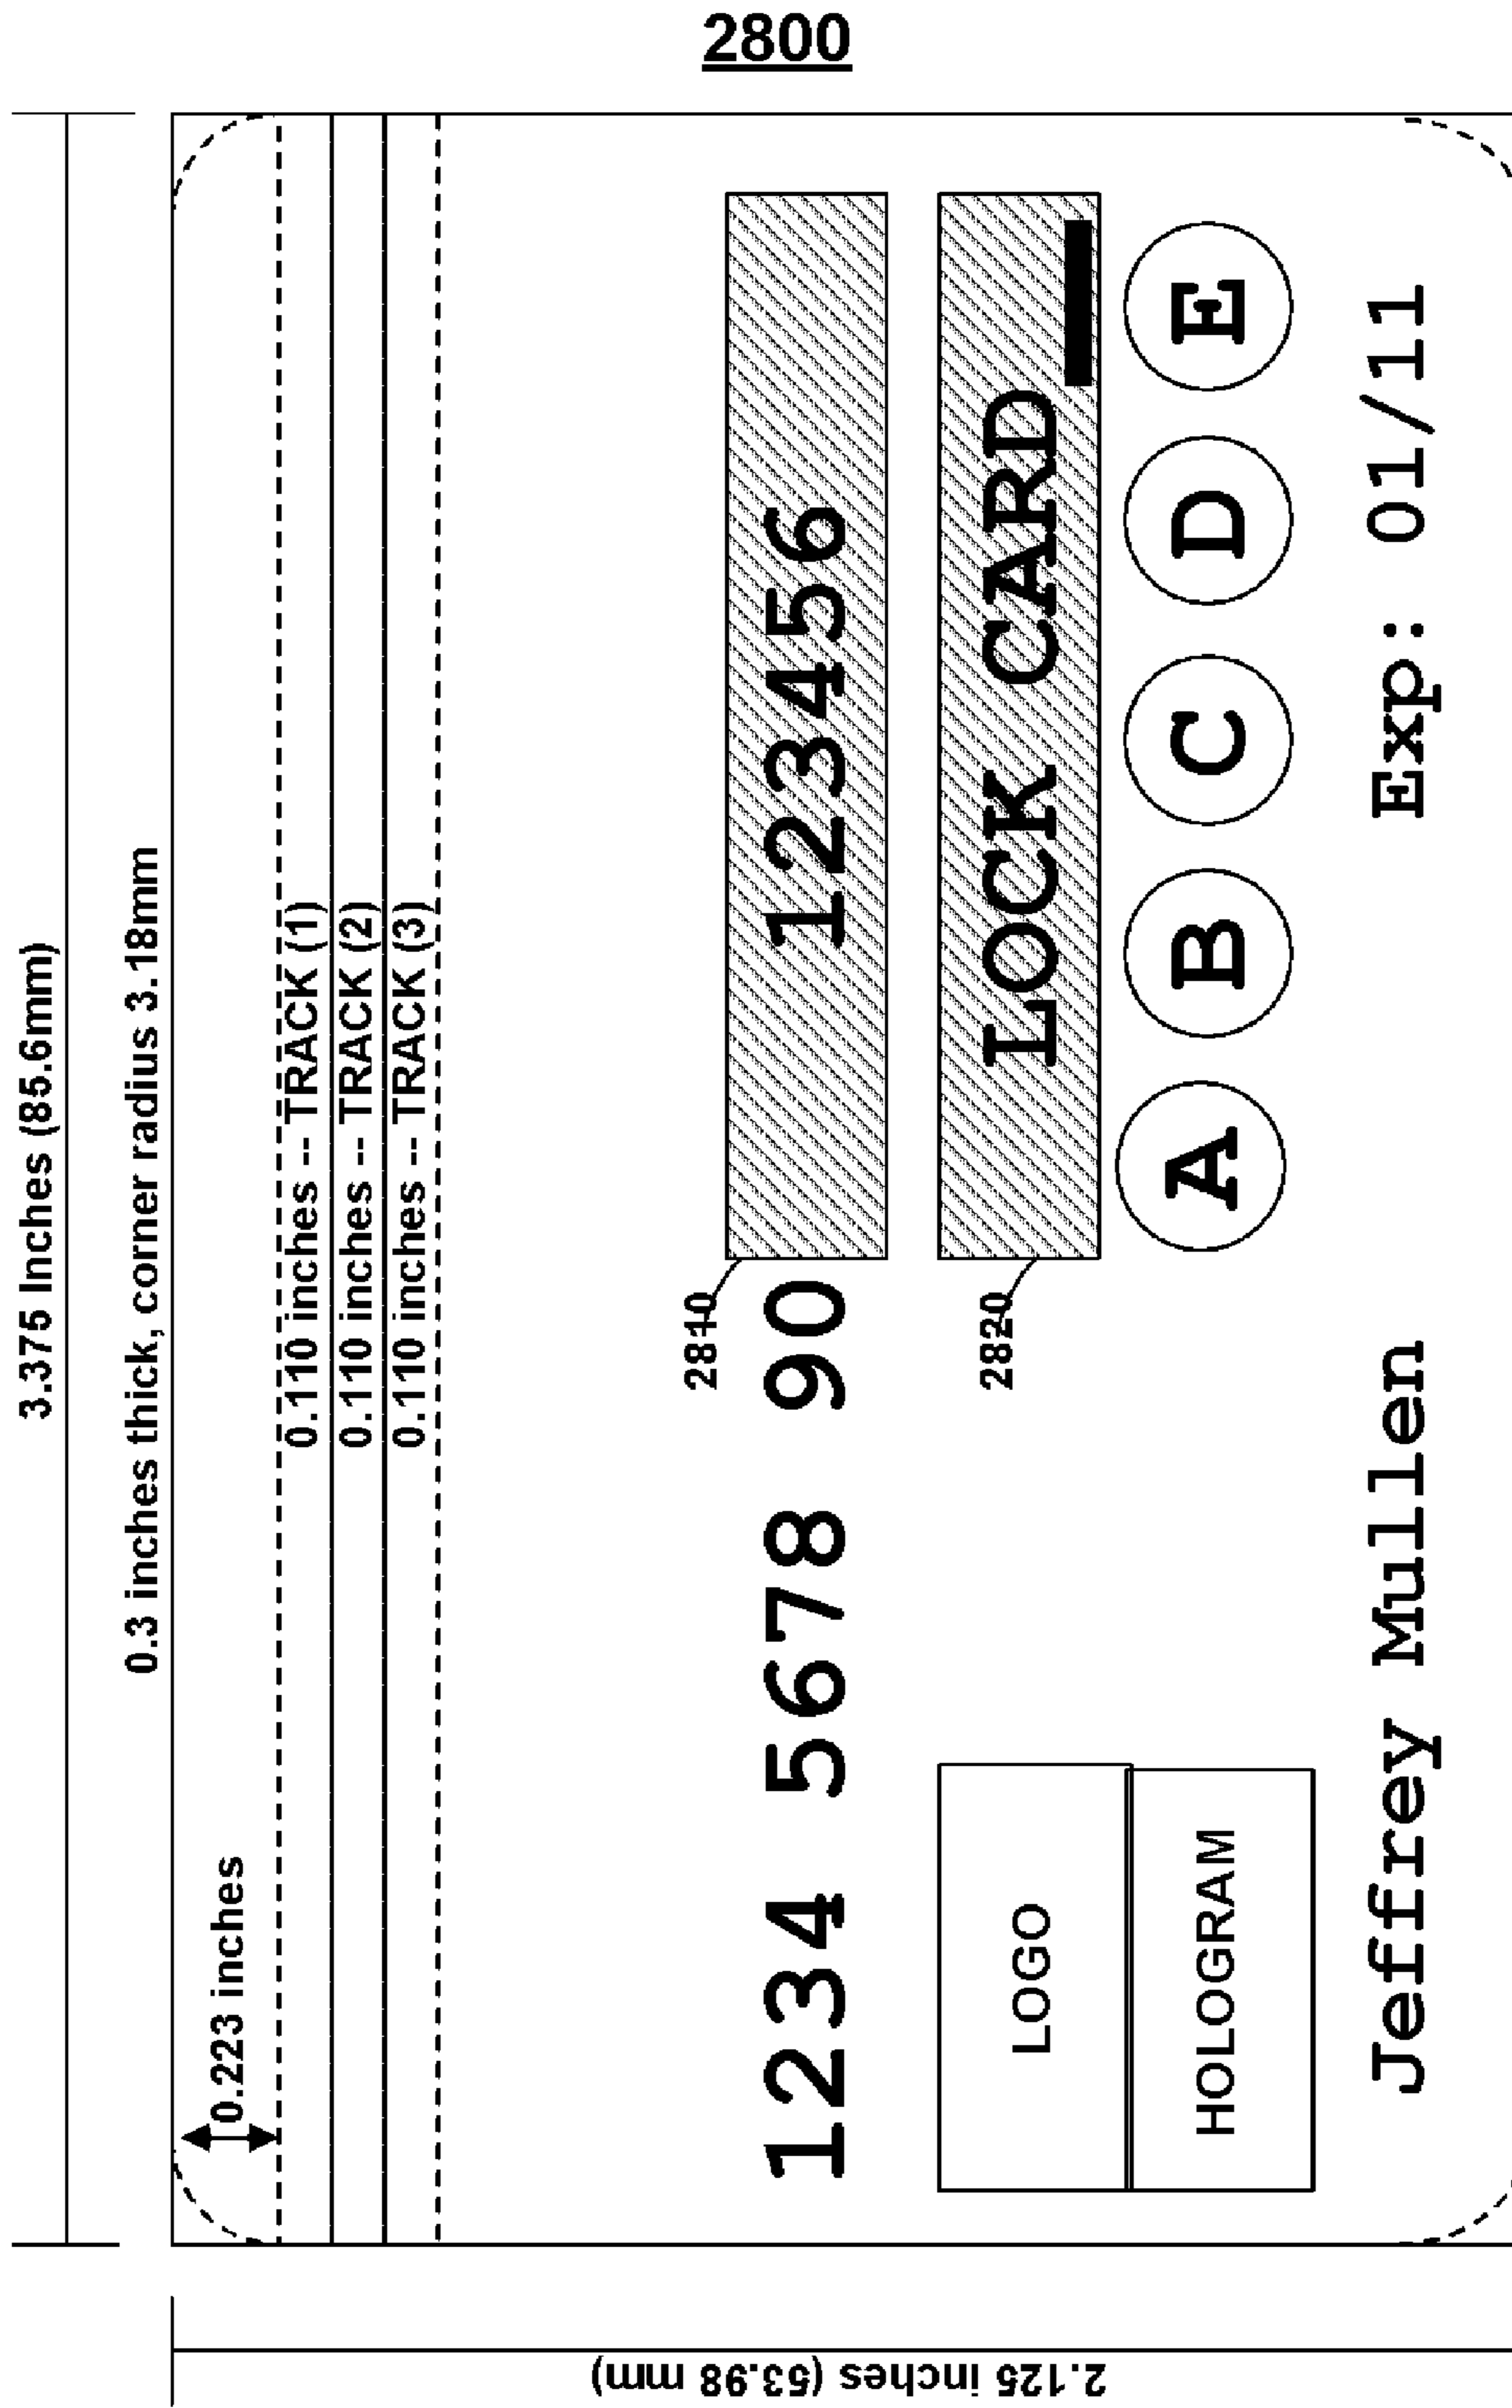 2800
3.375 Inches (85.6mm)
0.3 inches thick, corner radius 3.18mm
0.223 inches
0.110 inches -- TRACK (1)
0.110 inches -- TRACK (2)
0.110 inches -- TRACK (3)
2810
1234 5678 90 123456
2820
LOGO
LOCK CARD
HOLOGRAM
A B C D E
Jeffrey Mullen Exp: 01/11
2.125 inches (53.98 mm)